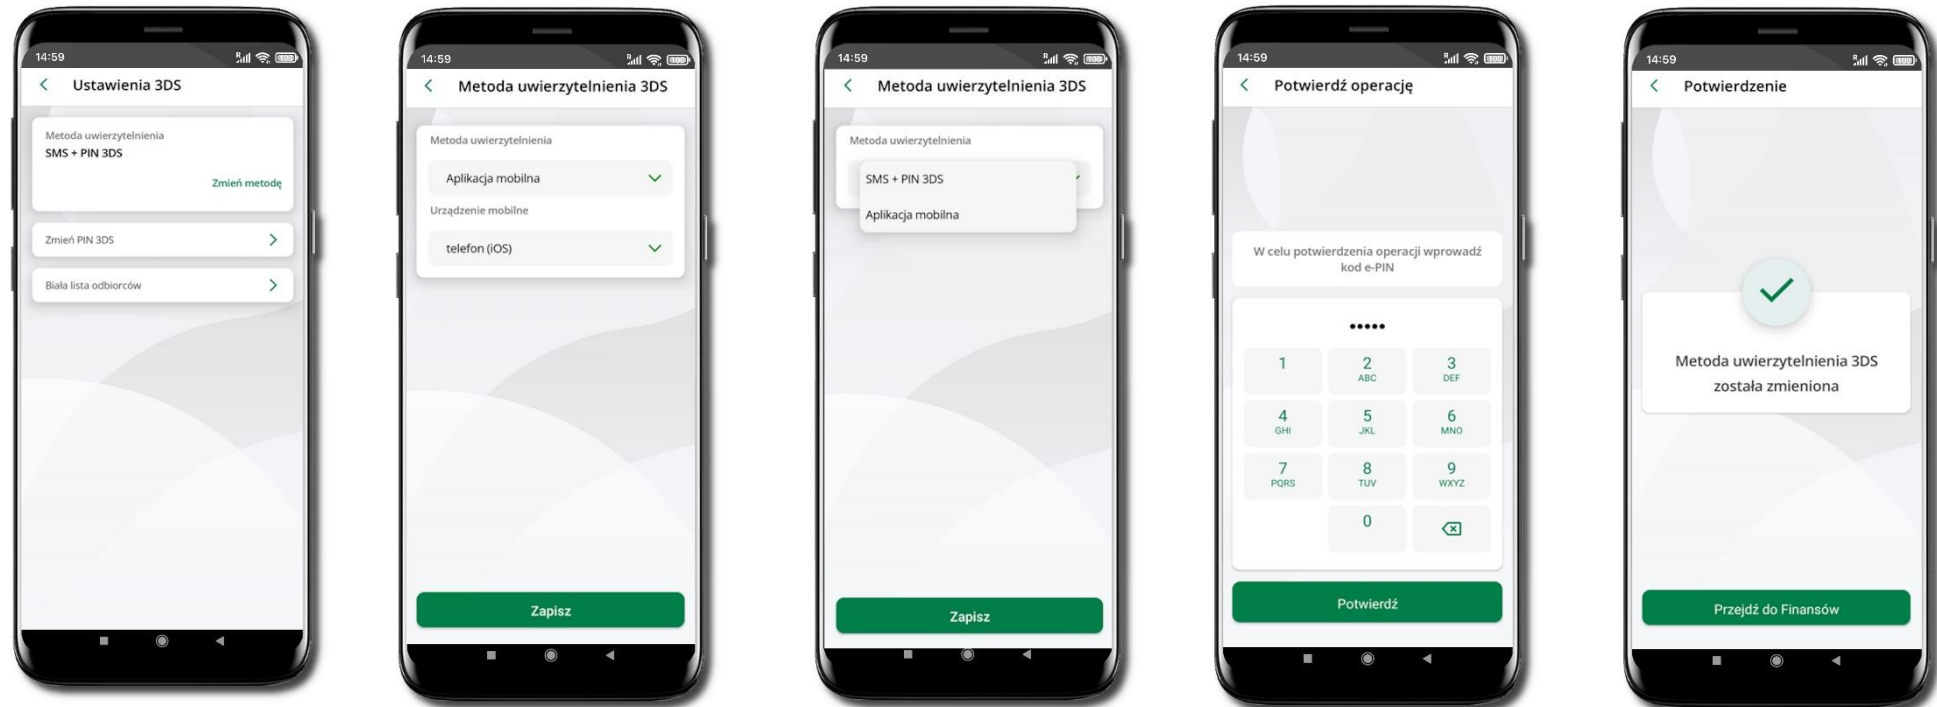 14:59
Ustawienia 3DS
Metoda uwierzytelnienia
SMS + PIN 3DS
Zmień metodę
Zmień PIN 3DS
Biała lista odbiorców
14:59
Metoda uwierzytelnienia 3DS
Metoda uwierzytelnienia
Aplikacja mobilna
Urządzenie mobilne
telefon (iOS)
Zapisz
14:59
Metoda uwierzytelnienia 3DS
Metoda uwierzytelnienia
SMS + PIN 3DS
Aplikacja mobilna
Zapisz
14:59
Potwierdź operację
W celu potwierdzenia operacji wprowadź
kod e-PIN
•••••
1 2 3
ABC DEF
4 5 6
GHI JKL MNO
7 8 9
PQRS TUV WXYZ
0
Potwierdź
14:59
Potwierdzenie
Metoda uwierzytelnienia 3DS
została zmieniona
Przejdź do Finansów